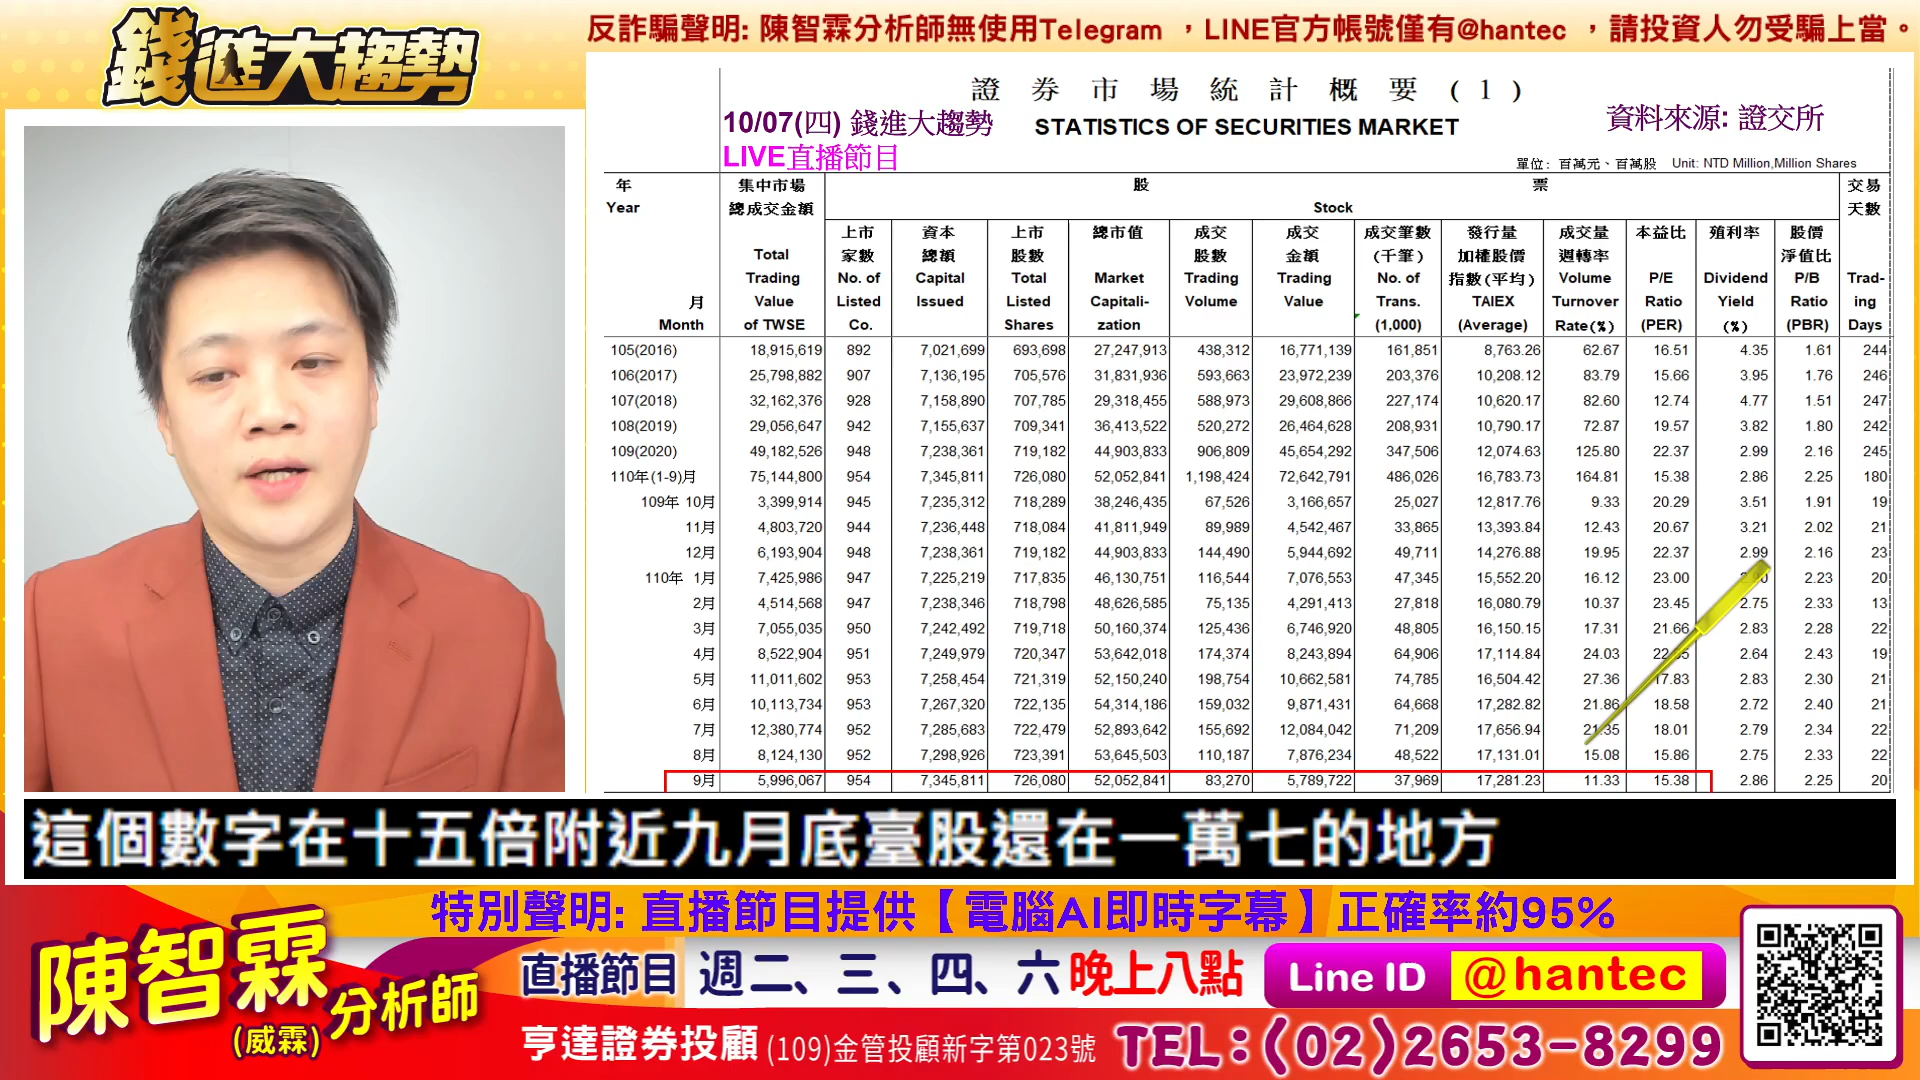 錢進大趨勢
反詐騙聲明: 陳智霖分析師無使用Telegram ，LINE官方帳號僅有@hantec ，請投資人勿受騙上當。
證 券 市 場 統 計 概 要 ( 1 )
10/07(四) 錢進大趨勢
STATISTICS OF SECURITIES MARKET
資料來源: 證交所
LIVE直播節目
單位: 百萬元、百萬股 Unit: NTD Million,Million Shares
年 集中市場 股 票 交易
Year 總成交金額 Stock 天數
上市 資本 上市 總市值 成交 成交 成交筆數 發行量 成交量 本益比 殖利率 股價
Total 家數 總額 股數 股數 金額 (千筆) 加權股價 週轉率 淨值比
Trading No. of Capital Total Market Trading Trading No. of 指數(平均) Volume P/E Dividend P/B Trad-
月 Value Listed Issued Listed Capitali- Volume Value Trans. TAIEX Turnover Ratio Yield Ratio ing
Month of TWSE Co. Shares zation (1,000) (Average) Rate(%) (PER) (%) (PBR) Days
105(2016) 18,915,619 892 7,021,699 693,698 27,247,913 438,312 16,771,139 161,851 8,763.26 62.67 16.51 4.35 1.61 244
106(2017) 25,798,882 907 7,136,195 705,576 31,831,936 593,663 23,972,239 203,376 10,208.12 83.79 15.66 3.95 1.76 246
107(2018) 32,162,376 928 7,158,890 707,785 29,318,455 588,973 29,608,866 227,174 10,620.17 82.60 12.74 4.77 1.51 247
108(2019) 29,056,647 942 7,155,637 709,341 36,413,522 520,272 26,464,628 208,931 10,790.17 72.87 19.57 3.82 1.80 242
109(2020) 49,182,526 948 7,238,361 719,182 44,903,833 906,809 45,654,292 347,506 12,074.63 125.80 22.37 2.99 2.16 245
110年(1-9)月 75,144,800 954 7,345,811 726,080 52,052,841 1,198,424 72,642,791 486,026 16,783.73 164.81 15.38 2.86 2.25 180
109年 10月 3,399,914 945 7,235,312 718,289 38,246,435 67,526 3,166,657 25,027 12,817.76 9.33 20.29 3.51 1.91 19
11月 4,803,720 944 7,236,448 718,084 41,811,949 89,989 4,542,467 33,865 13,393.84 12.43 20.67 3.21 2.02 21
12月 6,193,904 948 7,238,361 719,182 44,903,833 144,490 5,944,692 49,711 14,276.88 19.95 22.37 2.99 2.16 23
110年 1月 7,425,986 947 7,225,219 717,835 46,130,751 116,544 7,076,553 47,345 15,552.20 16.12 23.00 2.23 20
2月 4,514,568 947 7,238,346 718,798 48,626,585 75,135 4,291,413 27,818 16,080.79 10.37 23.45 2.75 2.33 13
3月 7,055,035 950 7,242,492 719,718 50,160,374 125,436 6,746,920 48,805 16,150.15 17.31 21.66 2.83 2.28 22
4月 8,522,904 951 7,249,979 720,347 53,642,018 174,374 8,243,894 64,906 17,114.84 24.03 2.64 2.43 19
5月 11,011,602 953 7,258,454 721,319 52,150,240 198,754 10,662,581 74,785 16,504.42 27.36 17.83 2.83 2.30 21
6月 10,113,734 953 7,267,320 722,135 54,314,186 159,032 9,871,431 64,668 17,282.82 21.86 18.58 2.72 2.40 21
7月 12,380,774 952 7,285,683 722,479 52,893,642 155,692 12,084,042 71,209 17,656.94 21.35 18.01 2.79 2.34 22
8月 8,124,130 952 7,298,926 723,391 53,645,503 110,187 7,876,234 48,522 17,131.01 15.08 15.86 2.75 2.33 22
9月 5,996,067 954 7,345,811 726,080 52,052,841 83,270 5,789,722 37,969 17,281.23 11.33 15.38 2.86 2.25 20
這個數字在十五倍附近九月底臺股還在一萬七的地方
特別聲明: 直播節目提供【電腦AI即時字幕】正確率約95%
陳智霖 分析師
(威霖)
直播節目 週二、三、四、六 晚上八點 Line ID @hantec
亨達證券投顧 (109)金管投顧新字第023號 TEL：(02)2653-8299